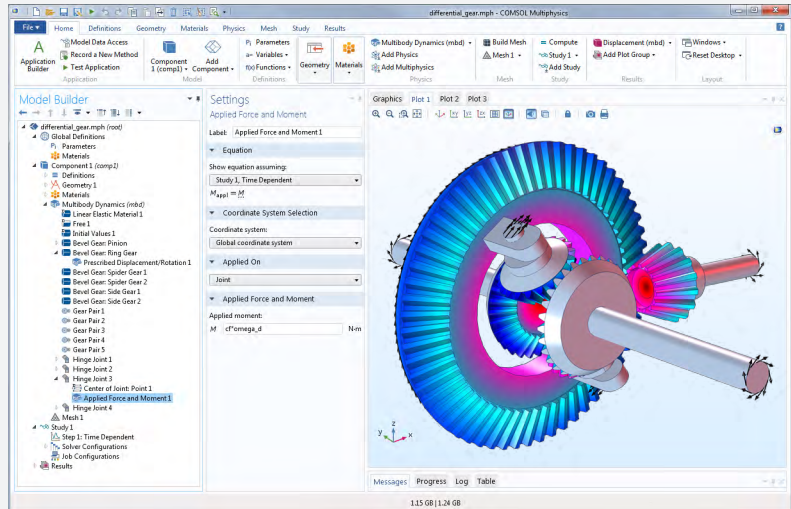 differential_gear.mph - COMSOL Multiphysics
File Home Definitions Geometry Materials Physics Mesh Study Results
Application Builder
Model Data Access
Record a New Method
Test Application
Application
Component 1 (comp1)
Add Component
Model
Pi Parameters
a= Variables
f(x) Functions
Definitions
Geometry
Materials
Multibody Dynamics (mbd)
Add Physics
Add Multiphysics
Physics
Build Mesh
Mesh 1
Mesh
= Compute
Study 1
Add Study
Study
Displacement (mbd)
Add Plot Group
Results
Windows
Reset Desktop
Layout
Model Builder
differential_gear.mph (root)
Global Definitions
Pi Parameters
Materials
Component 1 (comp1)
Definitions
Geometry 1
Materials
Multibody Dynamics (mbd)
Linear Elastic Material 1
Free 1
Initial Values 1
Bevel Gear: Pinion
Bevel Gear: Ring Gear
Prescribed Displacement/Rotation 1
Bevel Gear: Spider Gear 1
Bevel Gear: Spider Gear 2
Bevel Gear: Side Gear 1
Bevel Gear: Side Gear 2
Gear Pair 1
Gear Pair 2
Gear Pair 3
Gear Pair 4
Gear Pair 5
Hinge Joint 1
Hinge Joint 2
Hinge Joint 3
Center of Joint: Point 1
Applied Force and Moment 1
Hinge Joint 4
Mesh 1
Study 1
Step 1: Time Dependent
Solver Configurations
Job Configurations
Results
Settings
Applied Force and Moment
Label: Applied Force and Moment 1
Equation
Show equation assuming:
Study 1, Time Dependent
Mappl = M
Coordinate System Selection
Coordinate system:
Global coordinate system
Applied On
Joint
Applied Force and Moment
Applied moment:
M cf*omega_d N·m
Graphics Plot 1 Plot 2 Plot 3
xy yz xz
z
y x
Messages Progress Log Table
1.15 GB | 1.24 GB